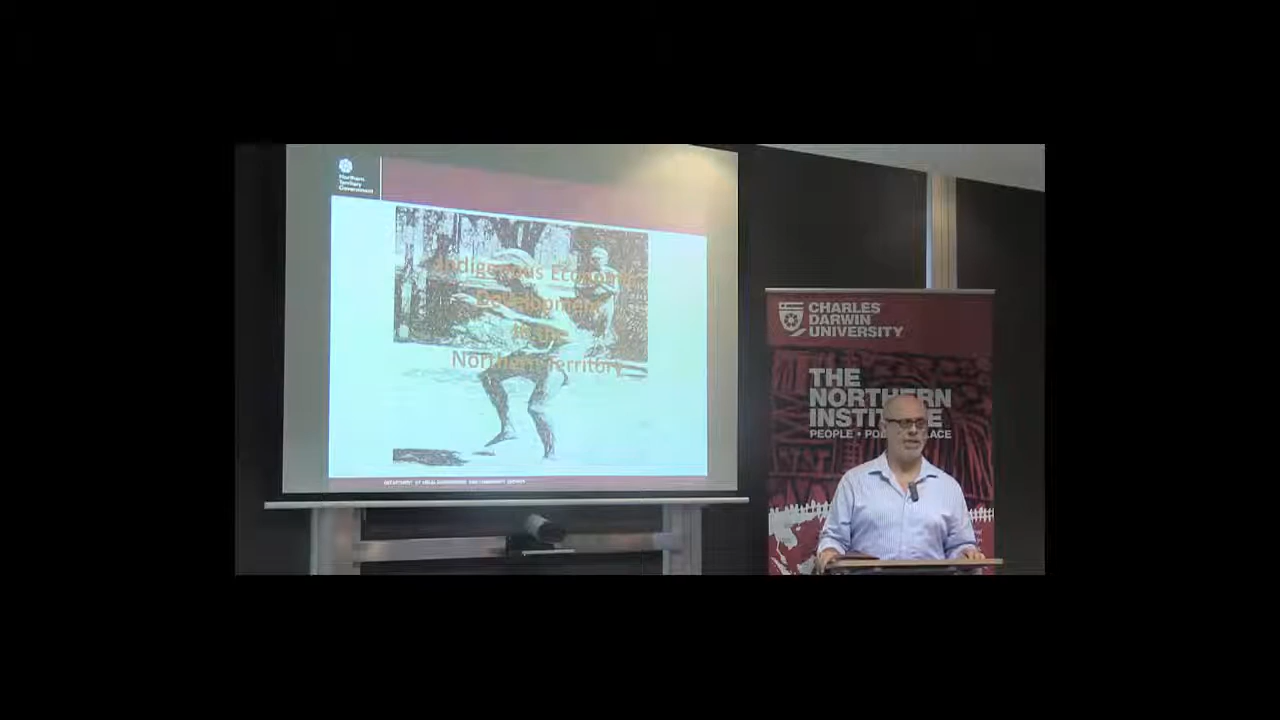 Northern
Territory
Government
Indigenous Economic
Development
in the
Northern Territory
CHARLES
DARWIN
UNIVERSITY
THE
NORTHERN
INSTITUTE
PEOPLE • POLICY • PLACE